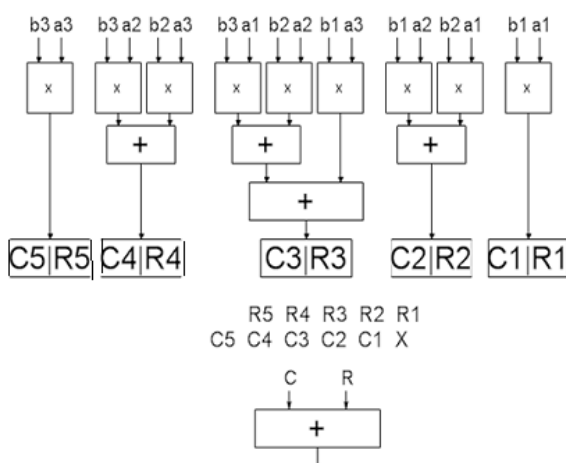 b3 a3 b3 a2 b2 a3 b3 a1 b2 a2 b1 a3 b1 a2 b2 a1 b1 a1
x x x x x x x x x
+ + +
+
C5|R5 C4|R4 C3|R3 C2|R2 C1|R1
R5 R4 R3 R2 R1
C5 C4 C3 C2 C1 X
C R
+